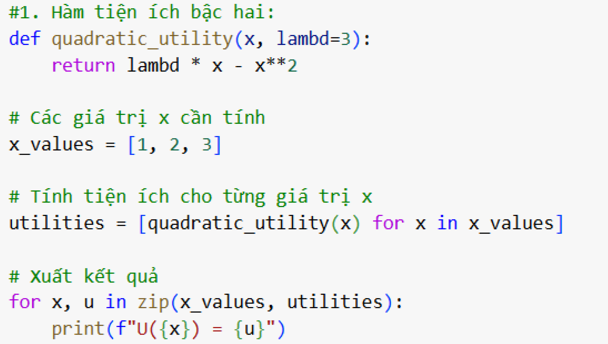 #1. Hàm tiện ích bậc hai:
def quadratic_utility(x, lambd=3):
    return lambd * x - x**2

# Các giá trị x cần tính
x_values = [1, 2, 3]

# Tính tiện ích cho từng giá trị x
utilities = [quadratic_utility(x) for x in x_values]

# Xuất kết quả
for x, u in zip(x_values, utilities):
    print(f"U({x}) = {u}")